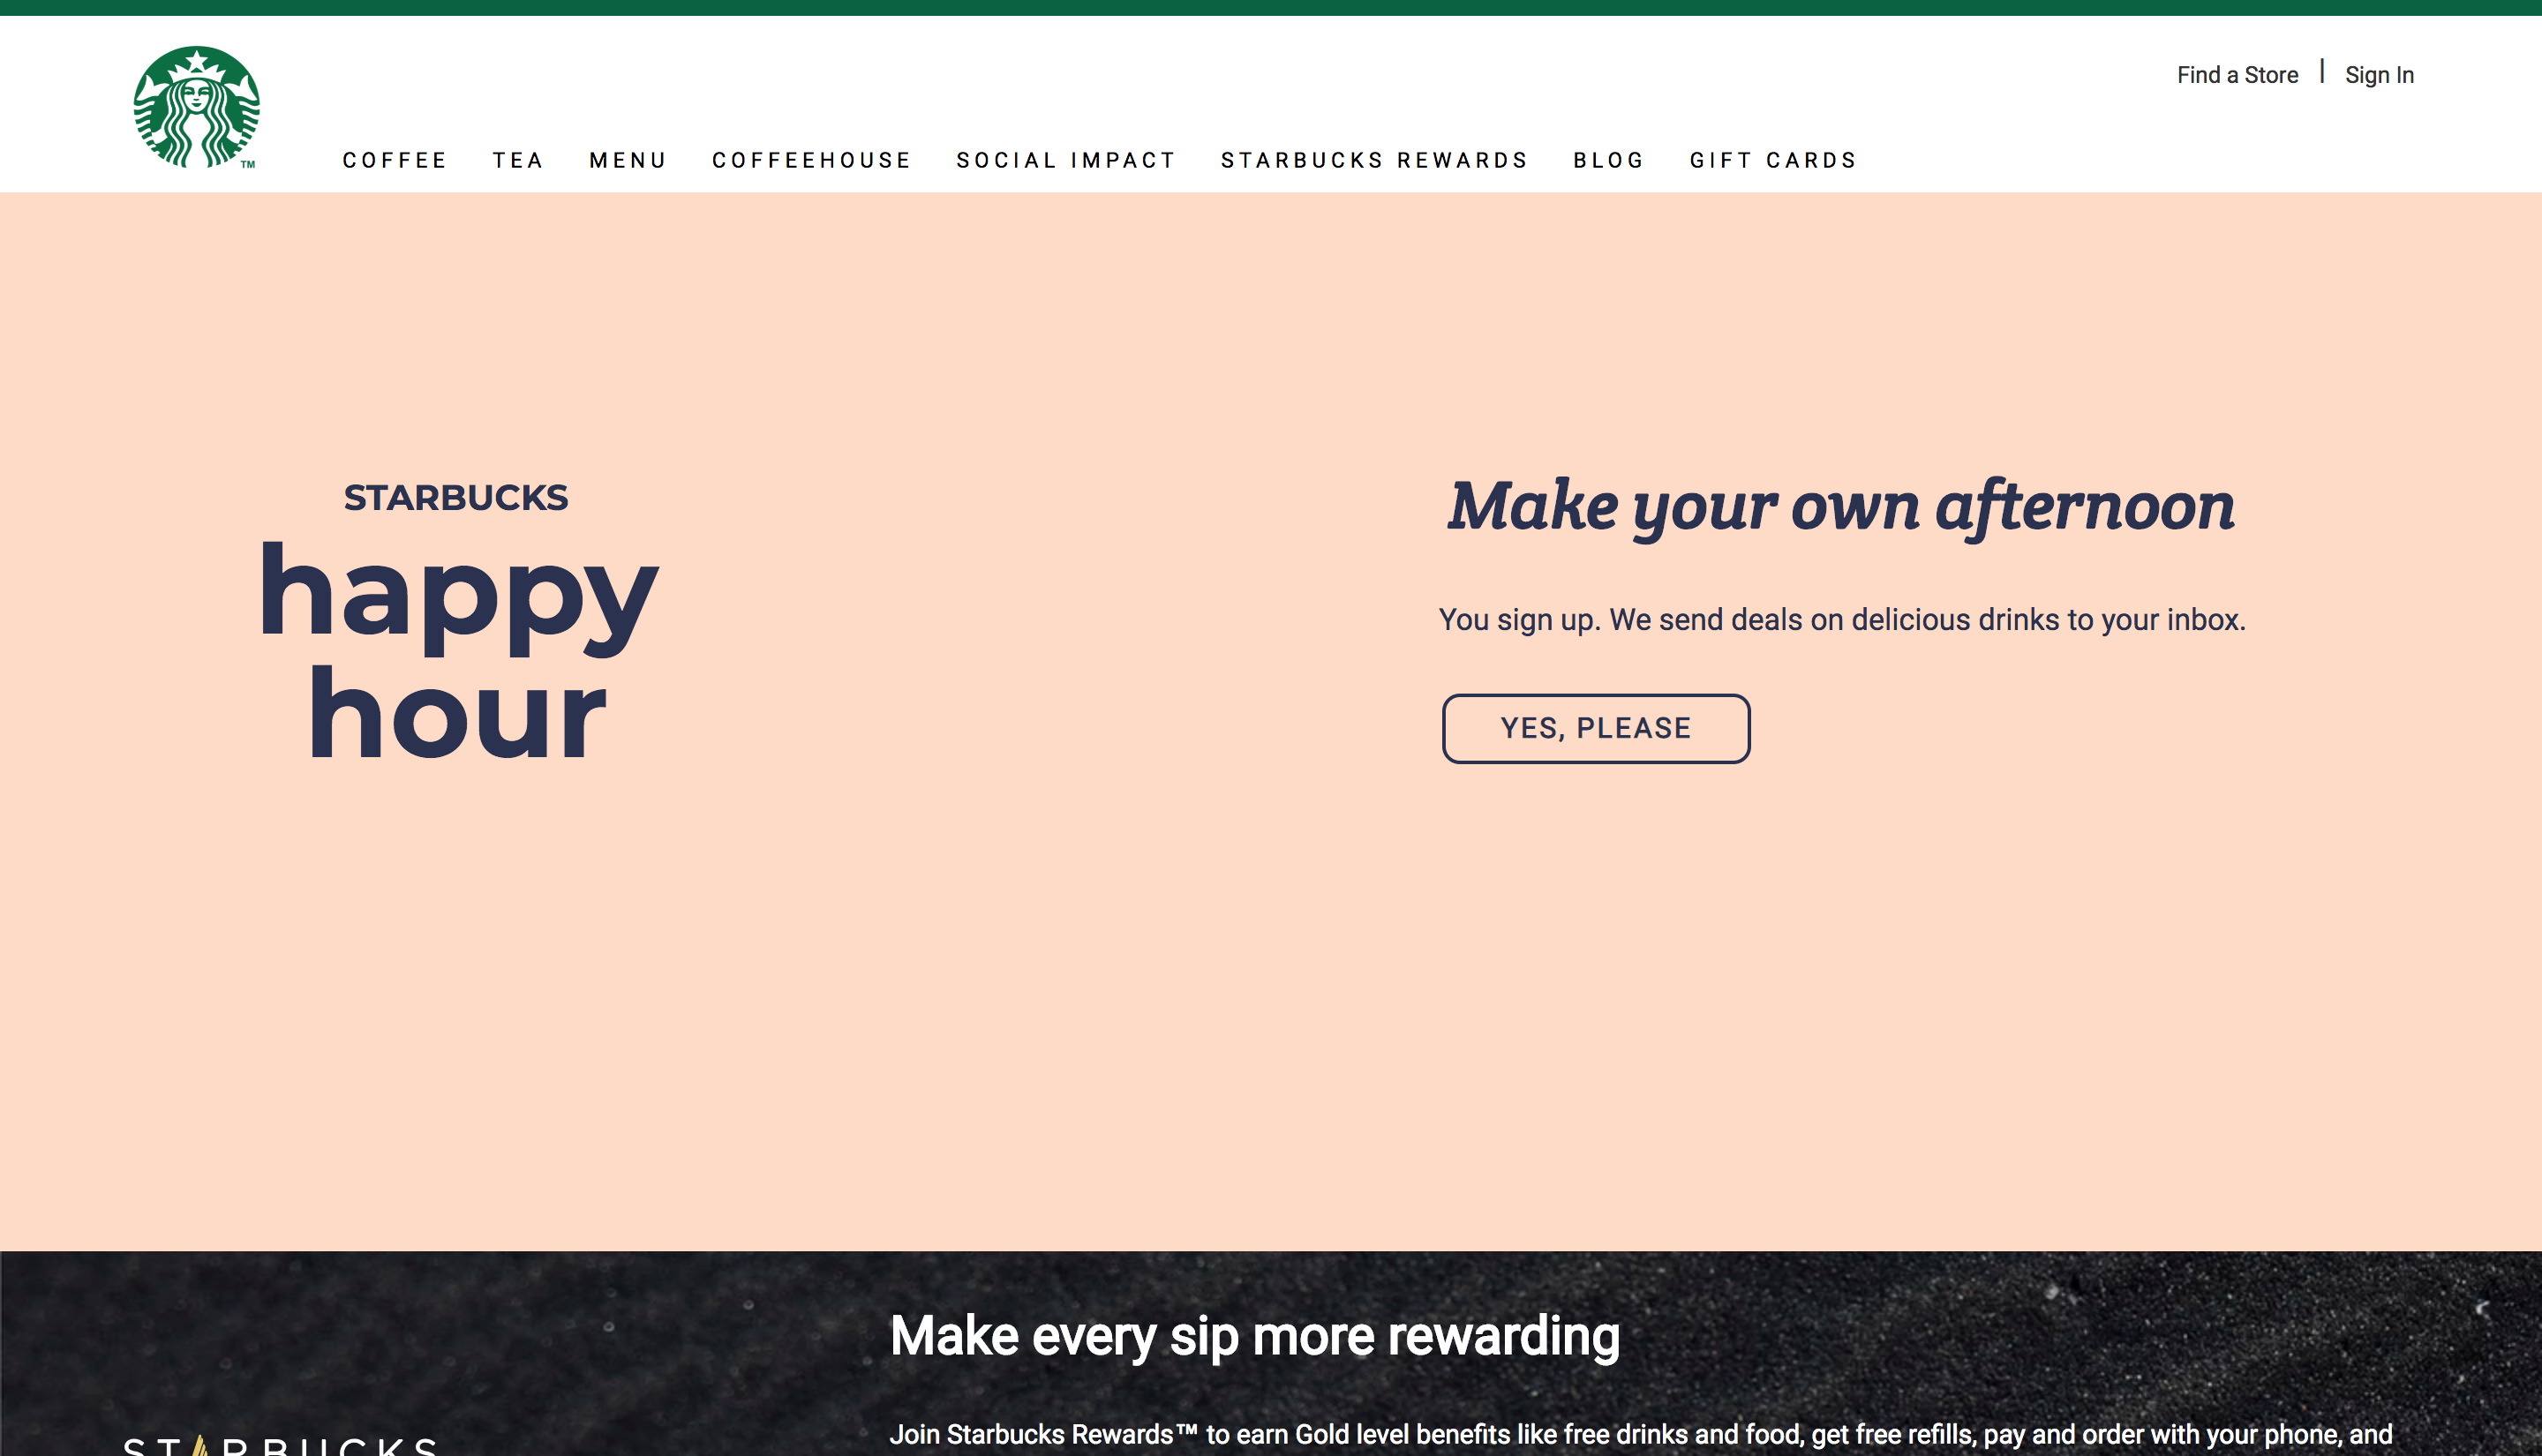 TM
Find a Store | Sign In
COFFEE TEA MENU COFFEEHOUSE SOCIAL IMPACT STARBUCKS REWARDS BLOG GIFT CARDS
STARBUCKS
happy
hour
Make your own afternoon
You sign up. We send deals on delicious drinks to your inbox.
YES, PLEASE
Make every sip more rewarding
Join Starbucks Rewards™ to earn Gold level benefits like free drinks and food, get free refills, pay and order with your phone, and
STARBUCKS